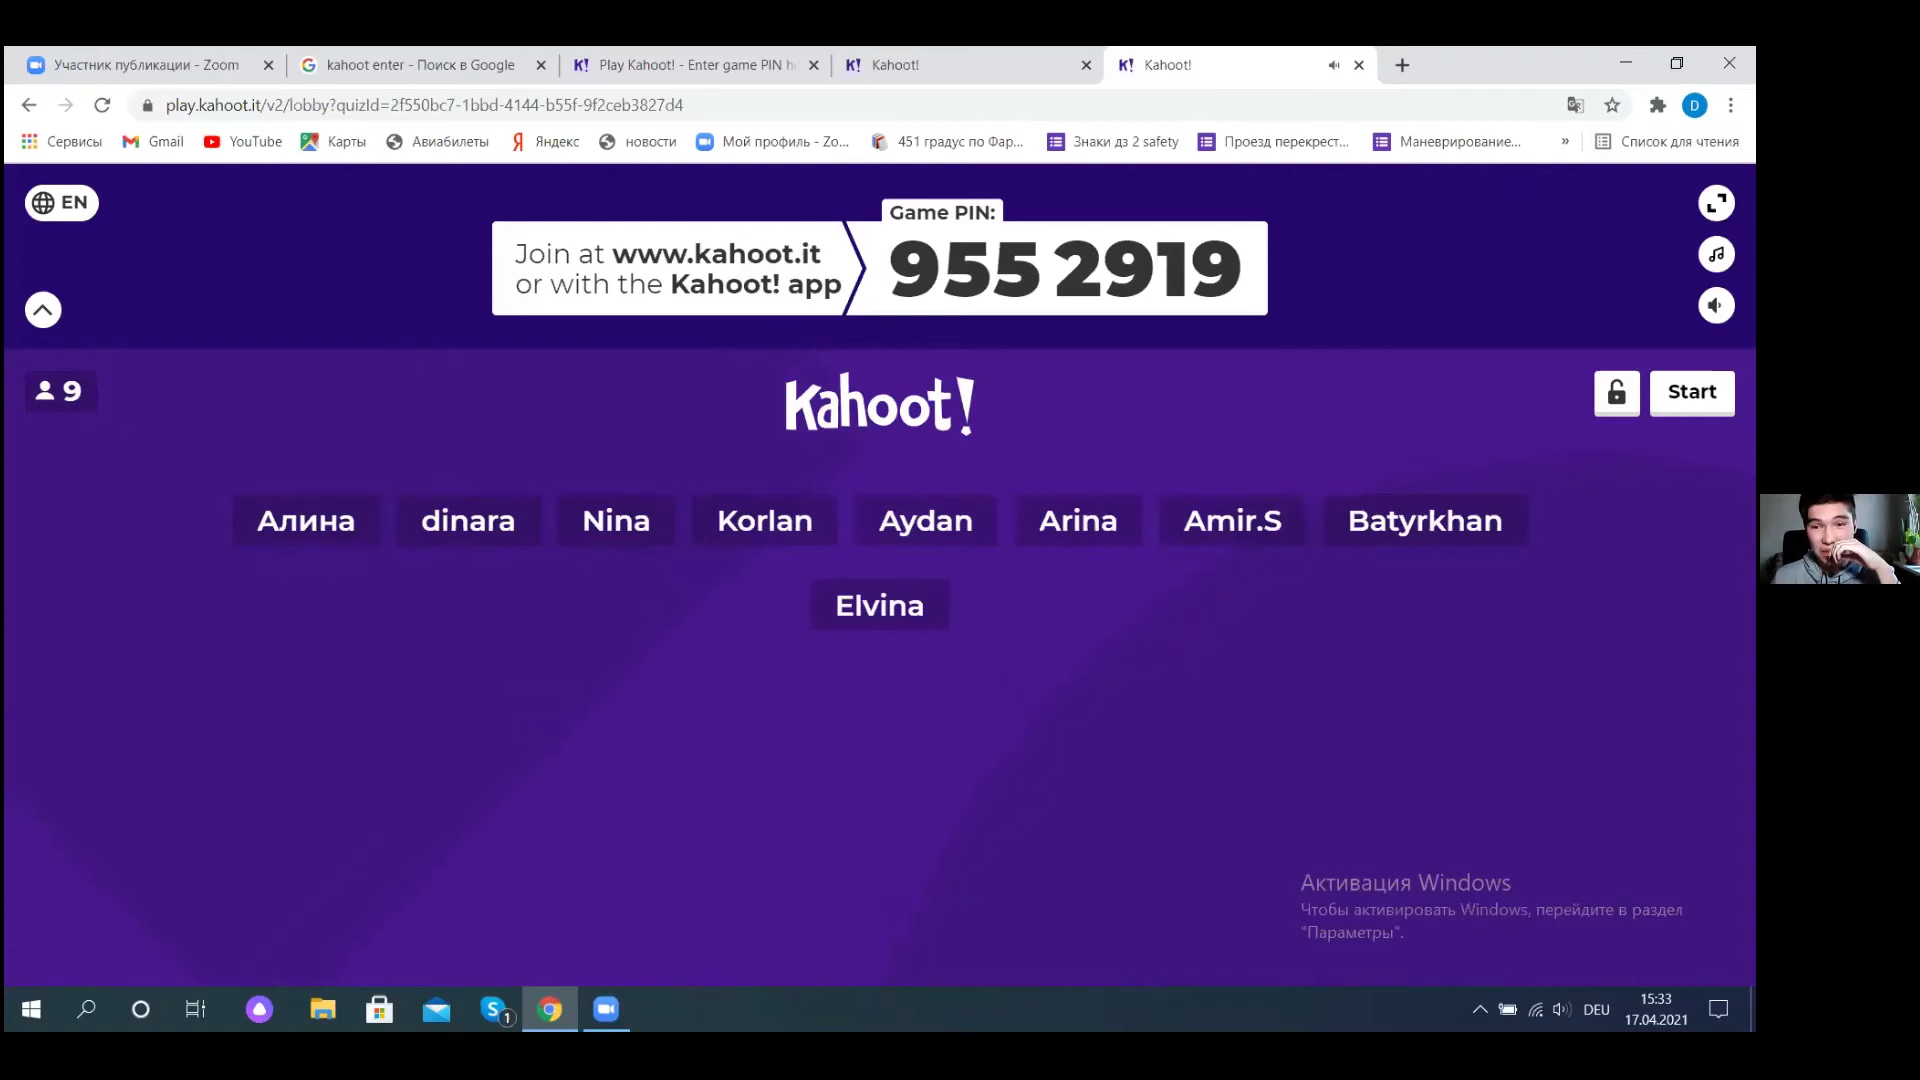 Участник публикации - Zoom
kahoot enter - Поиск в Google
K! Play Kahoot! - Enter game PIN h
K! Kahoot!
K! Kahoot!
play.kahoot.it/v2/lobby?quizId=2f550bc7-1bbd-4144-b55f-9f2ceb3827d4
D
Сервисы
Gmail
YouTube
Карты
Авиабилеты
Я Яндекс
новости
Мой профиль - Zo...
451 градус по Фар...
Знаки дз 2 safety
Проезд перекрест...
Маневрирование...
»
Список для чтения
EN
Game PIN:
Join at www.kahoot.it
or with the Kahoot! app
955 2919
9
Kahoot!
Start
Алина
dinara
Nina
Korlan
Aydan
Arina
Amir.S
Batyrkhan
Elvina
Активация Windows
Чтобы активировать Windows, перейдите в раздел
"Параметры".
S 1
DEU
15:33
17.04.2021